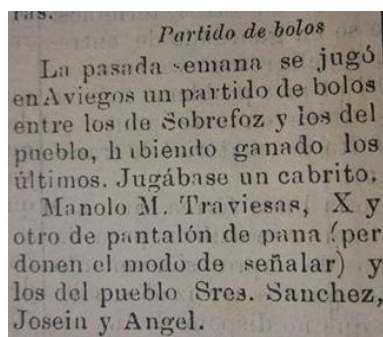 Partido de bolos
La pasada semana se jugó
en Aviegos un partido de bolos
entre los de Sobrefoz y los del
pueblo, habiendo ganado los
últimos. Jugábase un cabrito.
Manolo M. Traviesas, X y
otro de pantalón de pana (per
donen el modo de señalar) y
los del pueblo Sres. Sanchez,
Josein y Angel.